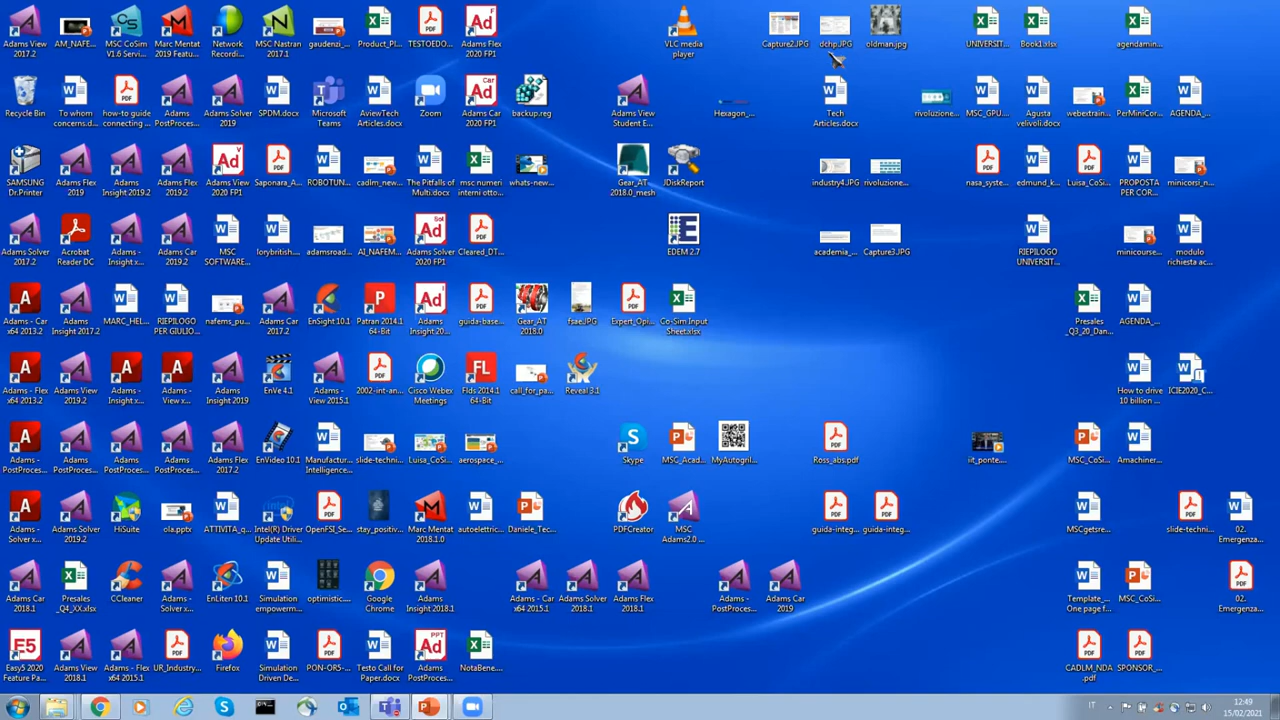 Adams View
2017.2
AM_NAFE...
MSC CoSim
V1.6 Servi...
Marc Mentat
2019 Featu...
Network
Recordi...
MSC Nastran
2017.1
gaudenzi_...
Product_Pl...
TESTOEDO...
Adams Flex
2020 FP1
VLC media
player
Capture2.JPG
dchp.JPG
oldman.jpg
UNIVERSIT...
Book1.xlsx
agendamin...
Recycle Bin
To whom
concerns.d...
how-to guide
connecting ...
Adams
PostProces...
Adams Solver
2019
SPDM.docx
Microsoft
Teams
AviewTech
Articles.docx
Zoom
Adams Car
2020 FP1
backup.reg
Adams View
Student E...
Hexagon_...
Tech
Articles.docx
rivoluzione...
MSC_GPU...
Agusta
velivoli.docx
webextrain...
PerMiniCor...
AGENDA_...
SAMSUNG
Dr.Printer
Adams Flex
2019
Adams
Insight 2019.2
Adams Flex
2019.2
Adams View
2020 FP1
Saponara_A...
ROBOTUN...
cadlm_new...
The Pitfalls of
Multi.docx
msc numeri
interni otto...
whats-new...
Gear_AT
2018.0_mesh
JDiskReport
industry4.JPG
rivoluzione...
nasa_syste...
edmund_k...
Luisa_CoSi...
PROPOSTA
PER COR...
minicorsi_n...
Adams Solver
2017.2
Acrobat
Reader DC
Adams -
Insight x...
Adams Car
2019.2
MSC
SOFTWARE...
lorybritish....
adamsroad...
AI_NAFEM...
Adams
Solver 2020 FP1
Cleared_DT...
EDEM 2.7
academia_...
Capture3.JPG
RIEPILOGO
UNIVERSIT...
minicourse...
modulo
richiesta ac...
Adams - Car
x64 2013.2
Adams
Insight 2017.2
MARC_HEL...
RIEPILOGO
PER GIULIO...
nafems_pu...
Adams Car
2017.2
EnSight 10.1
Patran 2014.1
64-Bit
Adams
Insight 20...
guida-base...
Gear_AT
2018.0
fsaeJPG
Expert_Opi...
Co-Sim Input
Sheet.xlsx
Presales
_Q3_20_Dan...
AGENDA_...
Adams - Flex
x64 2013.2
Adams View
2019.2
Adams -
Insight x...
Adams -
View x...
Adams
Insight 2019
EnVe 4.1
Adams -
View 2015.1
2002-int-an...
Cisco Webex
Meetings
Flds 2014.1
64-Bit
call_for_pa...
Reveal 3.1
How to drive
10 billion ...
ICIE2020_C...
Adams -
PostProces...
Adams
PostProces...
Adams
PostProces...
Adams -
PostProces...
Adams Flex
2017.2
EnVideo 10.1
Manufactur...
Intelligence...
slide-techni...
Luisa_CoSi...
aerospace_...
Skype
MSC_Acad...
MyAutogril...
Ross_abs.pdf
iit_ponte....
MSC_CoSi...
Amachiner...
Adams -
Solver x...
Adams Solver
2019.2
HiSuite
ola.pptx
ATTIVITA_q...
Intel(R) Driver
Update Utili...
OpenFSI_Se...
stay_positiv...
Marc Mentat
2018.1.0
autoelettric...
Daniele_Tec...
PDFCreator
MSC
Adams2.0 ...
guida-integ...
guida-integ...
MSCgetsre...
slide-techni...
02.
Emergenza...
Adams Car
2018.1
Presales
_Q4_XX.xlsx
CCleaner
Adams -
Solver x...
EnLiten 10.1
Simulation
empowerm...
optimistic....
Google
Chrome
Adams
Insight 2018.1
Adams - Car
x64 2015.1
Adams Solver
2018.1
Adams Flex
2018.1
Adams -
PostProces...
Adams Car
2019
Template_...
One page f...
MSC_CoSi...
02.
Emergenza...
Easy5 2020
Feature Pa...
Adams View
2018.1
Adams - Flex
x64 2015.1
UR_Industry...
Firefox
Simulation
Driven De...
PON-OR5-...
Testo Call for
Paper.docx
Adams
PostProces...
NotaBene....
CADLM_NDA
.pdf
SPONSOR_...
IT
12:49
15/02/2021